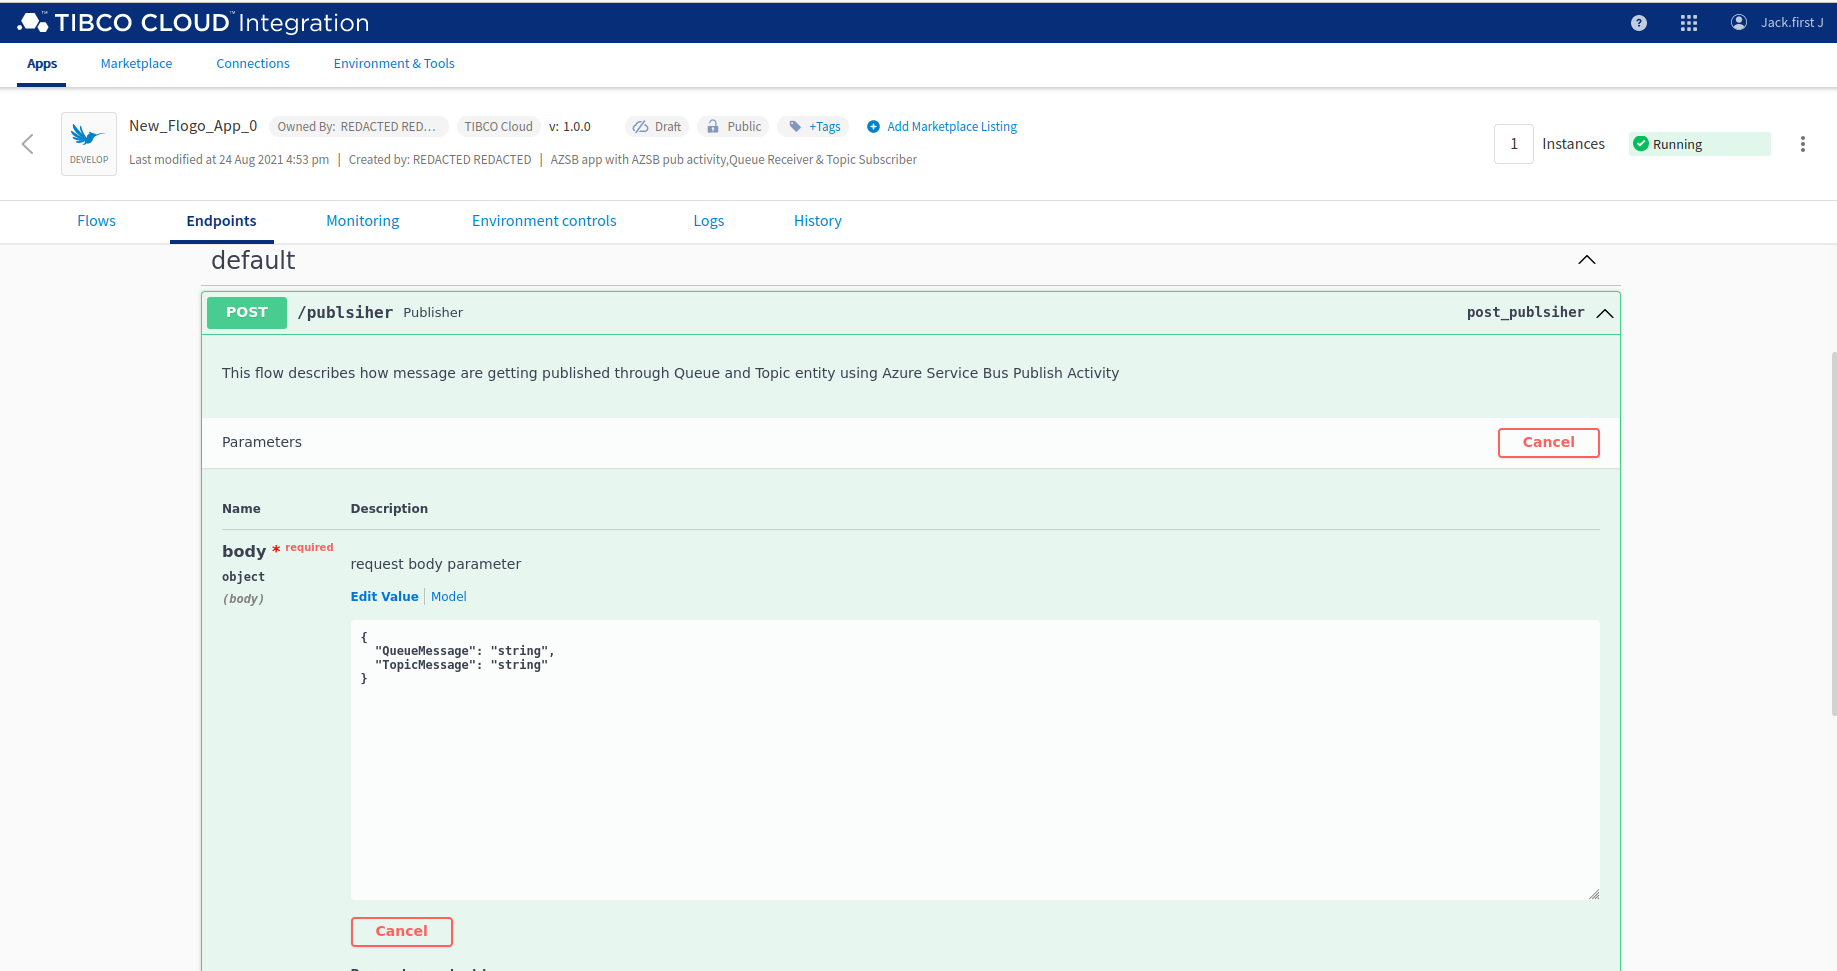 TIBCO CLOUD™ Integration
? Jack.first J
Apps Marketplace Connections Environment & Tools
New_Flogo_App_0 Owned By: REDACTED RED... TIBCO Cloud v: 1.0.0 Draft Public +Tags Add Marketplace Listing
DEVELOP
Last modified at 24 Aug 2021 4:53 pm | Created by: REDACTED REDACTED | AZSB app with AZSB pub activity,Queue Receiver & Topic Subscriber
1 Instances Running
Flows Endpoints Monitoring Environment controls Logs History
default
POST /publsiher Publisher post_publsiher
This flow describes how message are getting published through Queue and Topic entity using Azure Service Bus Publish Activity
Parameters Cancel
Name Description
body * required
object
(body)
request body parameter
Edit Value | Model
{
"QueueMessage": "string",
"TopicMessage": "string"
}
Cancel